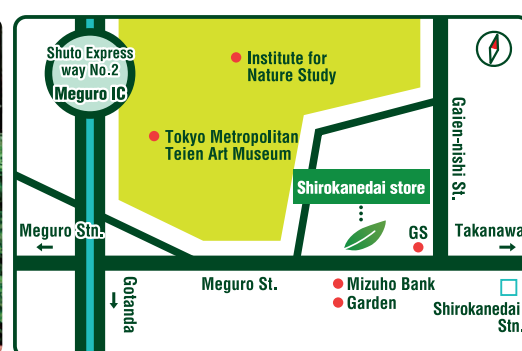 Shuto Express
way No.2
Meguro IC
Institute for
Nature Study
Tokyo Metropolitan
Teien Art Museum
Gaien-nishi St.
Shirokanedai store
Meguro Stn.
GS
Takanawa
Gotanda
Meguro St.
Mizuho Bank
Garden
Shirokanedai
Stn.